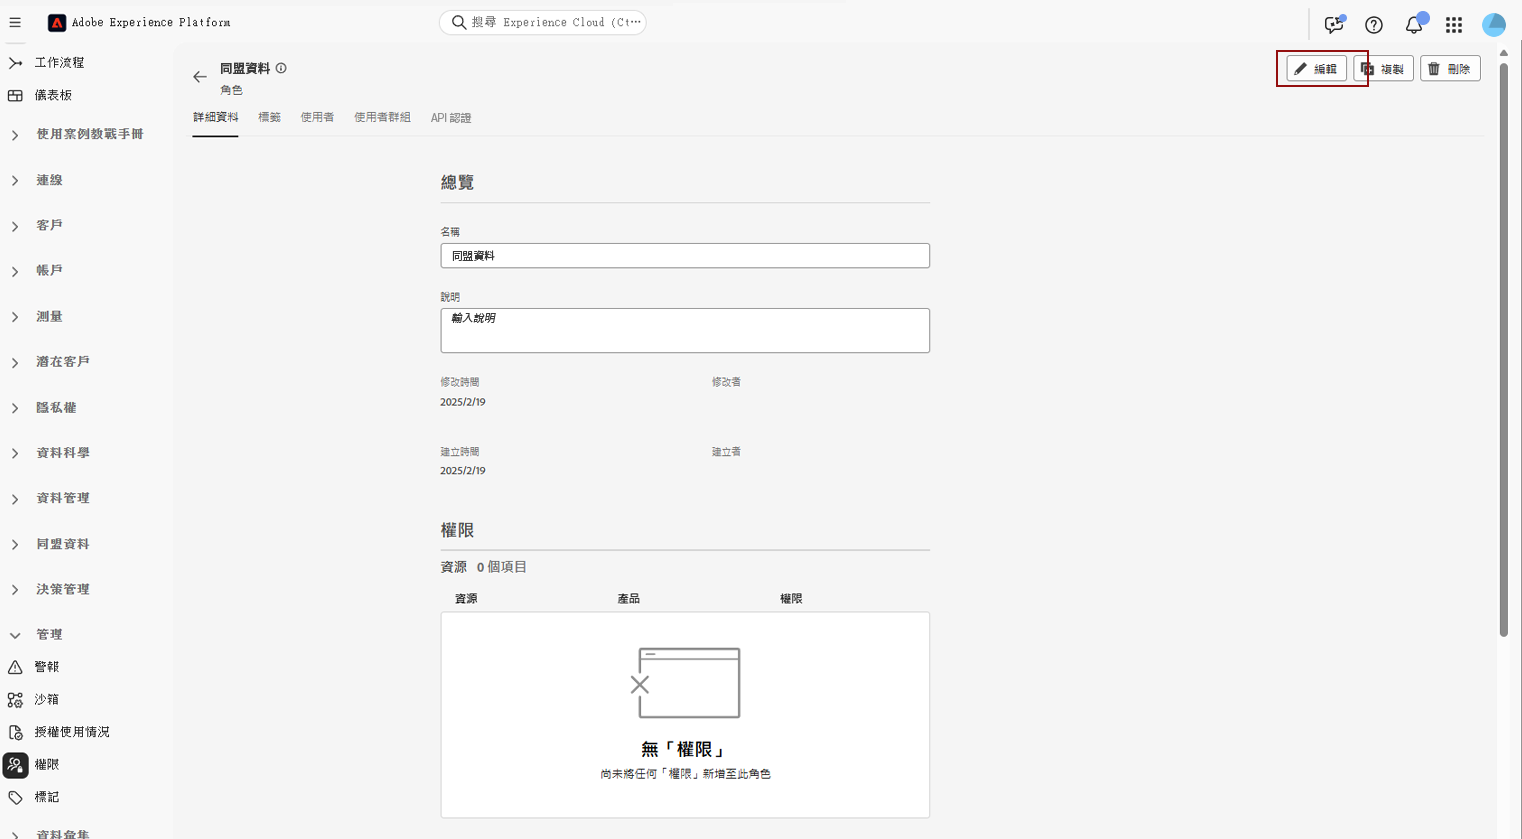 Adobe Experience Platform
搜尋 Experience Cloud (Ct…
工作流程
儀表板
使用案例教戰手冊
連線
客戶
帳戶
測量
潛在客戶
隱私權
資料科學
資料管理
同盟資料
決策管理
管理
警報
沙箱
授權使用情況
權限
標記
資料彙集
同盟資料
角色
編輯
複製
刪除
詳細資料 標籤 使用者 使用者群組 API 認證
總覽
名稱
同盟資料
說明
輸入說明
修改時間 修改者
2025/2/19
建立時間 建立者
2025/2/19
權限
資源 0 個項目
資源 產品 權限
無「權限」
尚未將任何「權限」新增至此角色